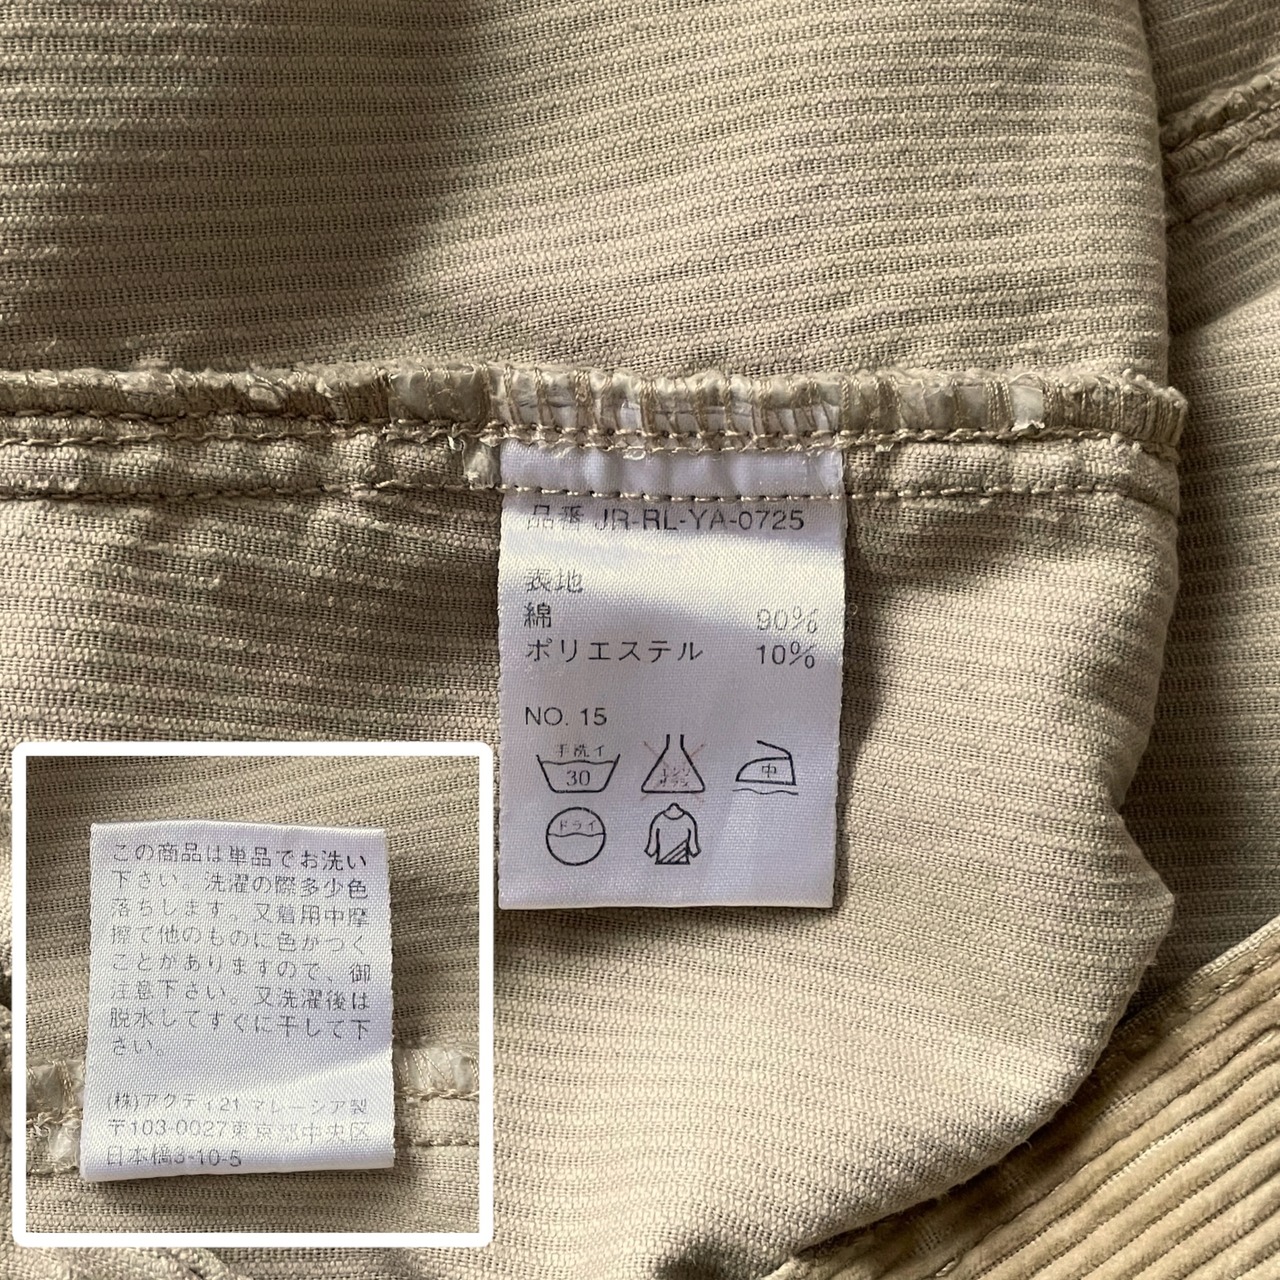 品番 JR-RL-YA-0725
表地
綿 90%
ポリエステル 10%
NO. 15
手洗イ
30
エンソ
サラシ
中
ドライ
この商品は単品でお洗い
下さい。洗濯の際多少色
落ちします。又着用中摩
擦で他のものに色がつく
ことがありますので、御
注意下さい。又洗濯後は
脱水してすぐに干して下
さい。
(株)アクティ21 マレーシア製
〒103-0027東京都中央区
日本橋3-10-5